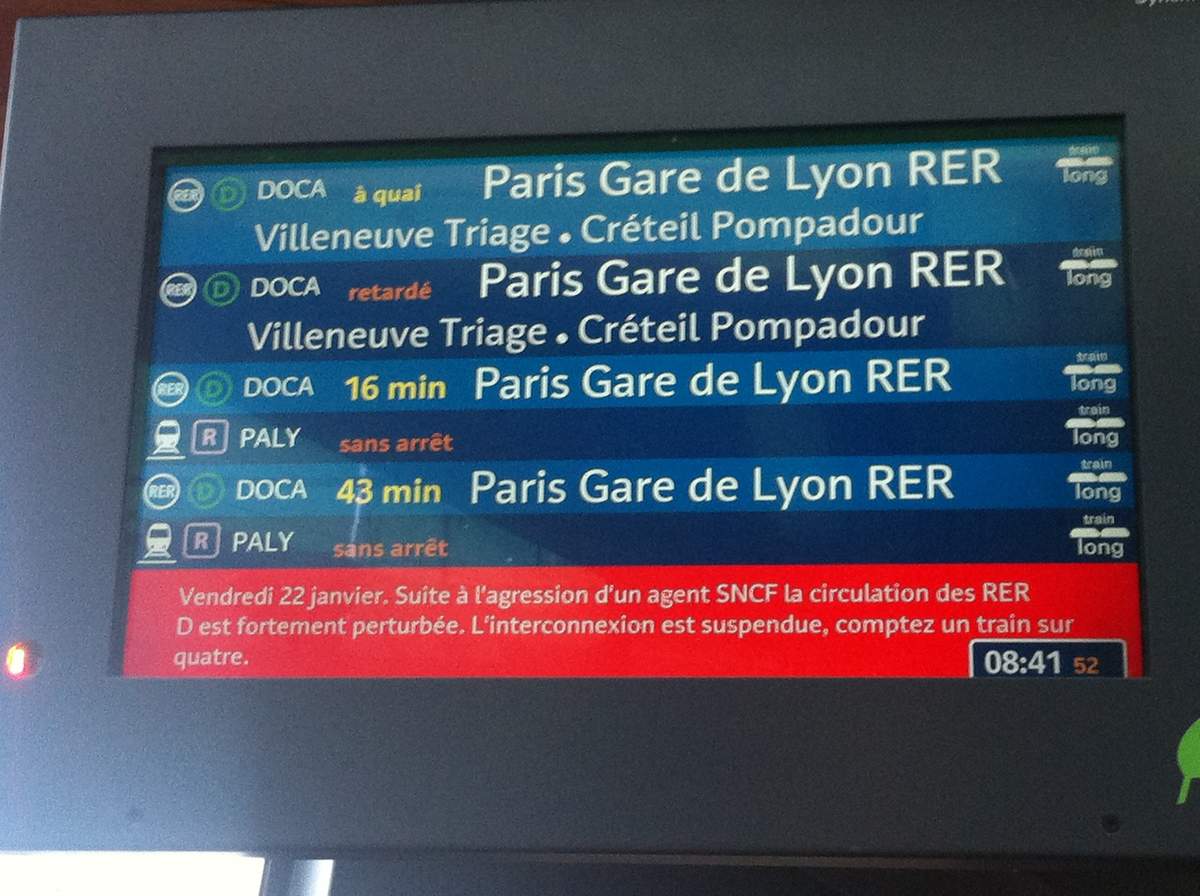 RER D DOCA à quai Paris Gare de Lyon RER train long
Villeneuve Triage . Créteil Pompadour
RER D DOCA retardé Paris Gare de Lyon RER train long
Villeneuve Triage . Créteil Pompadour
RER D DOCA 16 min Paris Gare de Lyon RER train long
R PALY sans arrêt train long
RER D DOCA 43 min Paris Gare de Lyon RER train long
R PALY sans arrêt train long
Vendredi 22 janvier. Suite à l'agression d'un agent SNCF la circulation des RER
D est fortement perturbée. L'interconnexion est suspendue, comptez un train sur
quatre.
08:41 52